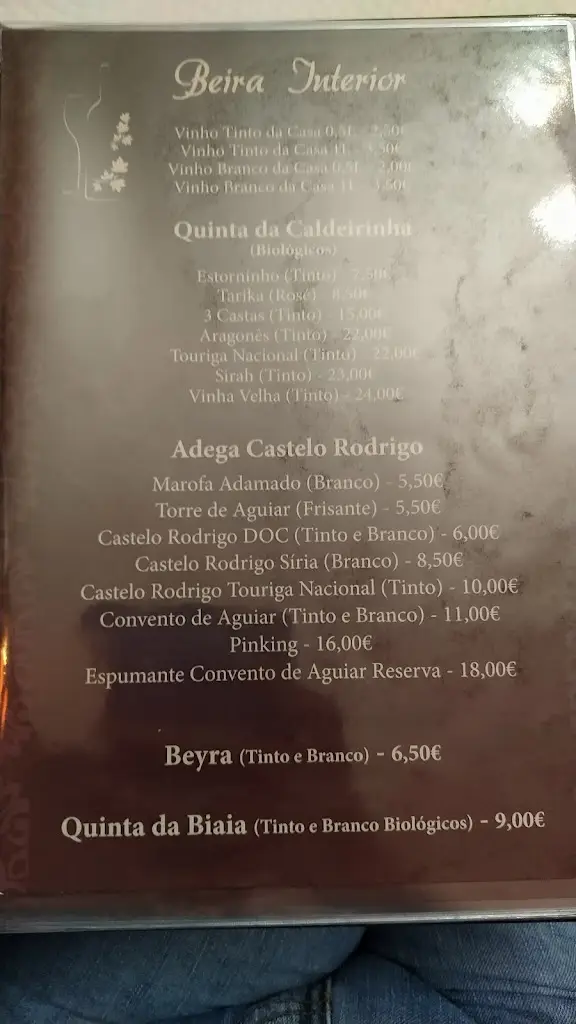 Beira Interior
Vinho Tinto da Casa 0,5L - 2,50€
Vinho Tinto da Casa 1L - 3,50€
Vinho Branco da Casa 0,5L - 2,00€
Vinho Branco da Casa 1L - 3,50€
Quinta da Caldeirinha
(Biológicos)
Estorninho (Tinto) - 7,50€
Tarika (Rosé) - 8,50€
3 Castas (Tinto) - 15,00€
Aragonês (Tinto) - 22,00€
Touriga Nacional (Tinto) - 22,00€
Sirah (Tinto) - 23,00€
Vinha Velha (Tinto) - 24,00€
Adega Castelo Rodrigo
Marofa Adamado (Branco) - 5,50€
Torre de Aguiar (Frisante) - 5,50€
Castelo Rodrigo DOC (Tinto e Branco) - 6,00€
Castelo Rodrigo Síria (Branco) - 8,50€
Castelo Rodrigo Touriga Nacional (Tinto) - 10,00€
Convento de Aguiar (Tinto e Branco) - 11,00€
Pinking - 16,00€
Espumante Convento de Aguiar Reserva - 18,00€
Beyra (Tinto e Branco) - 6,50€
Quinta da Biaia (Tinto e Branco Biológicos) - 9,00€